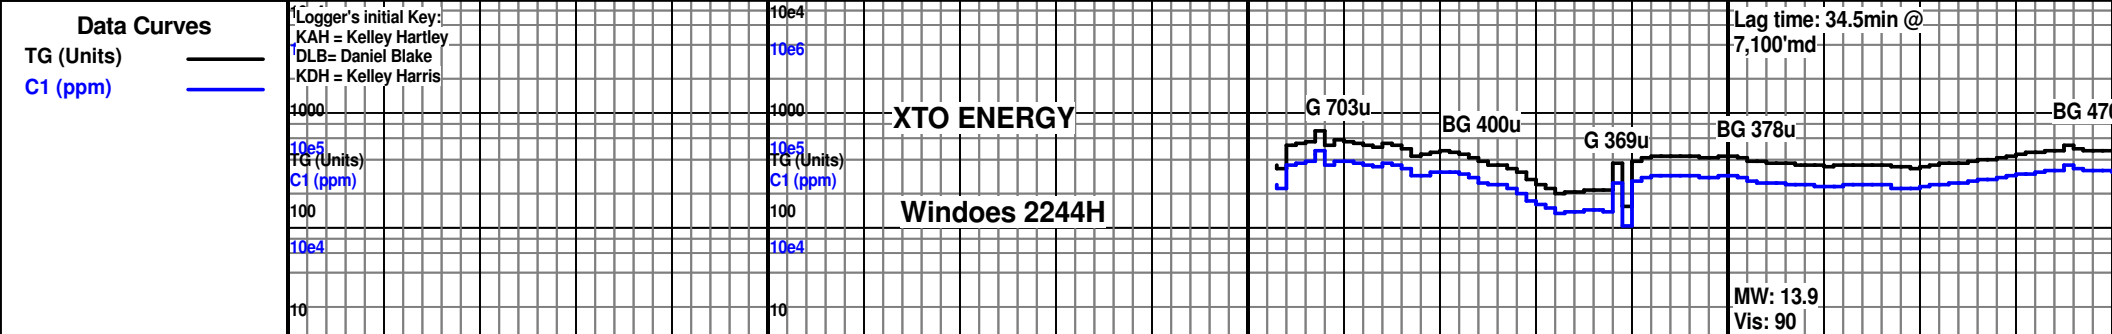 Data Curves
TG (Units)
C1 (ppm)
Logger's initial Key:
KAH = Kelley Hartley
DLB= Daniel Blake
KDH = Kelley Harris
1000
10e5
TG (Units)
C1 (ppm)
100
10e4
10
10e4
10e6
1000
10e5
TG (Units)
C1 (ppm)
100
10e4
10
XTO ENERGY
Windoes 2244H
G 703u
BG 400u
G 369u
BG 378u
BG 470
Lag time: 34.5min @
7,100'md
MW: 13.9
Vis: 90